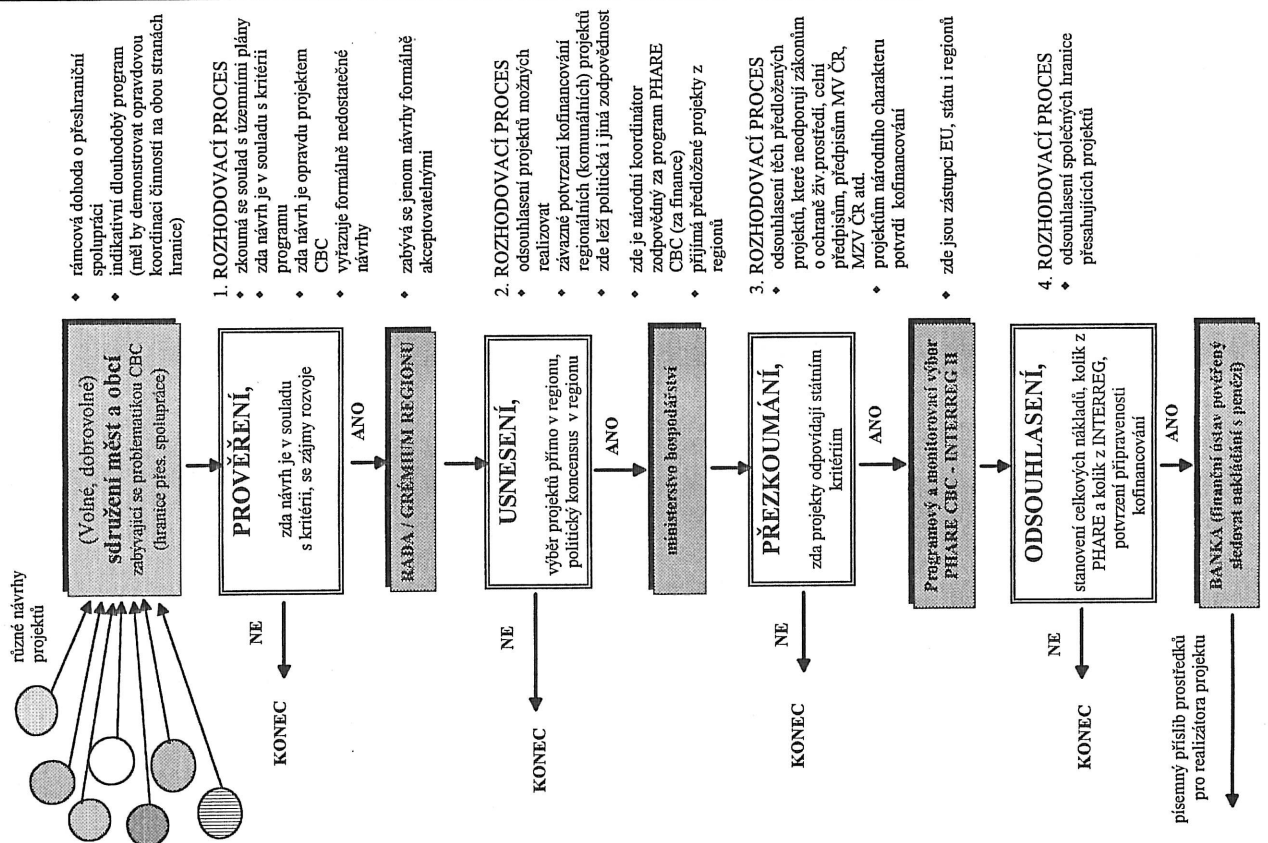 různé návrhy
projektů
(Volné, dobrovolné)
sdružení měst a obcí
zabývající se problematikou CBC
(hranice přes. spolupráce)
◆ rámcová dohoda o přeshraniční
spolupráci
◆ indikativní dlouhodobý program
(měl by demonstrovat opravdovou
koordinaci činností na obou stranách
hranice)
PROVĚŘENÍ,
zda návrh je v souladu
s kritérii, se zájmy rozvoje
NE
KONEC
ANO
1. ROZHODOVACÍ PROCES
◆ zkoumá se soulad s územními plány
◆ zda návrh je v souladu s kritérii
programu
◆ zda návrh je opravdu projektem
CBC
◆ vyřazuje formálně nedostatečné
návrhy
RADA / GRÉMIUM REGIONU
◆ zabývá se jenom návrhy formálně
akceptovatelnými
USNESENÍ,
výběr projektů přímo v regionu,
politický koncensus v regionu
NE
KONEC
ANO
2. ROZHODOVACÍ PROCES
◆ odsouhlasení projektů možných
realizovat
◆ závazné potvrzení kofinancování
regionálních (komunálních) projektů
◆ zde leží politická i jiná zodpovědnost
ministerstvo hospodářství
◆ zde je národní koordinátor
zodpovědný za program PHARE
CBC (za finance)
◆ přijímá předložené projekty z
regionů
PŘEZKOUMÁNÍ,
zda projekty odpovídají státním
kritériím
NE
KONEC
ANO
3. ROZHODOVACÍ PROCES
◆ odsouhlasení těch předložených
projektů, které neodporují zákonům
o ochraně živ.prostředí, celní
předpisům, předpisům MV ČR,
MZV ČR atd.
◆ projektům národního charakteru
potvrdí kofinancování
Programový a monitorovací výbor
PHARE CBC - INTERREG II
◆ zde jsou zástupci EU, státu i regionů
ODSOUHLASENÍ,
stanovení celkových nákladů, kolik z
PHARE a kolik z INTERREG,
potvrzení připravenosti
kofinancování
NE
KONEC
ANO
4. ROZHODOVACÍ PROCES
◆ odsouhlasení společných hranice
přesahujících projektů
BANKA (finanční ústav pověřený
sledovat nakládání s penězi)
písemný příslib prostředků
pro realizátora projektu